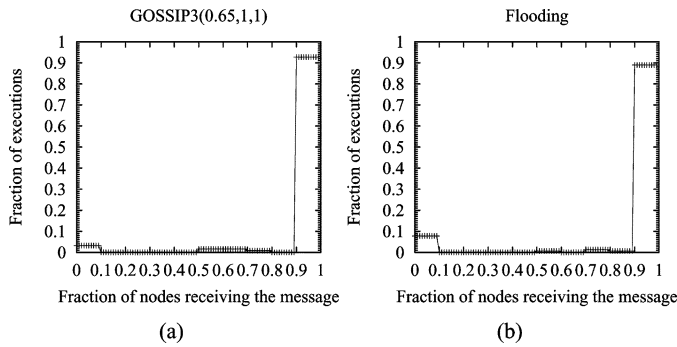 GOSSIP3(0.65,1,1)
1
0.9
0.8
0.7
0.6
0.5
0.4
0.3
0.2
0.1
0
Fraction of executions
0 0.1 0.2 0.3 0.4 0.5 0.6 0.7 0.8 0.9 1
Fraction of nodes receiving the message
(a)
Flooding
1
0.9
0.8
0.7
0.6
0.5
0.4
0.3
0.2
0.1
0
Fraction of executions
0 0.1 0.2 0.3 0.4 0.5 0.6 0.7 0.8 0.9 1
Fraction of nodes receiving the message
(b)